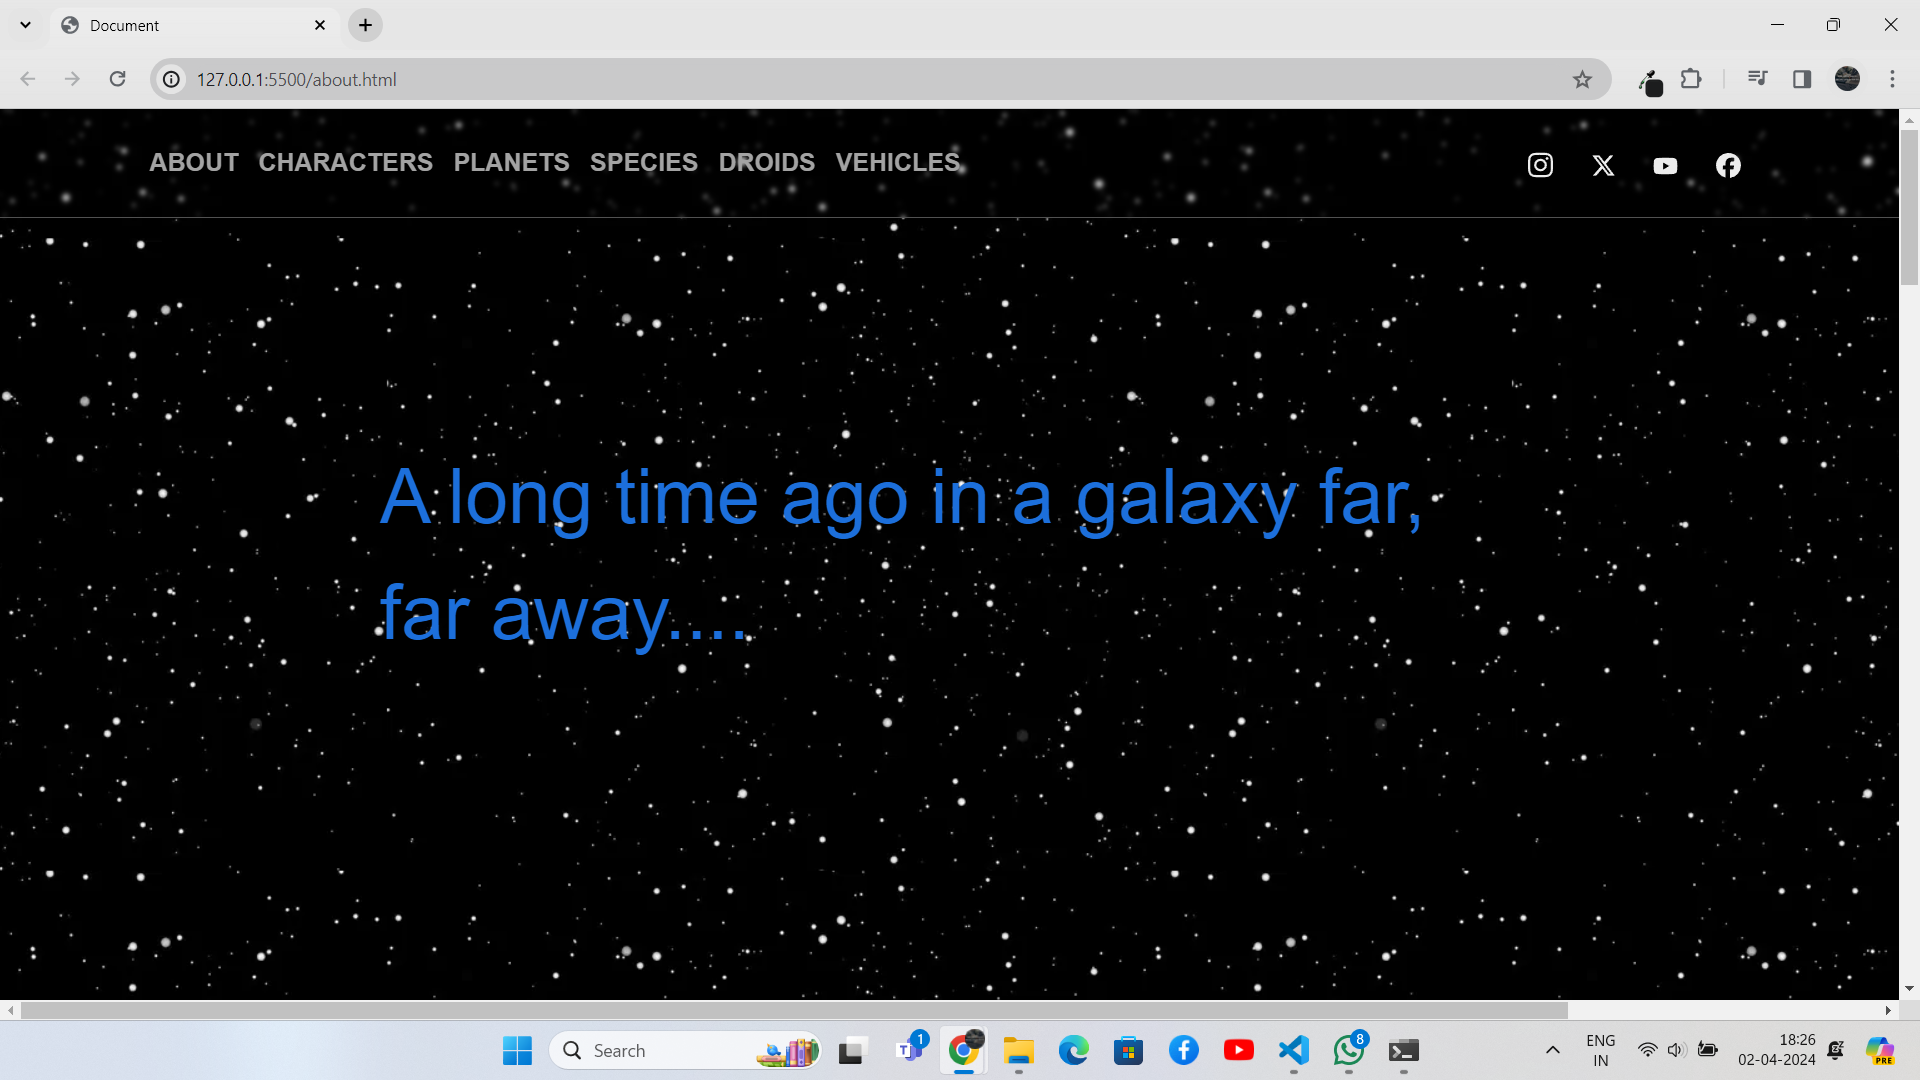 Document
127.0.0.1:5500/about.html
ABOUT CHARACTERS PLANETS SPECIES DROIDS VEHICLES
A long time ago in a galaxy far,
far away....
Search
1
8
ENG
IN
18:26
02-04-2024
PRE